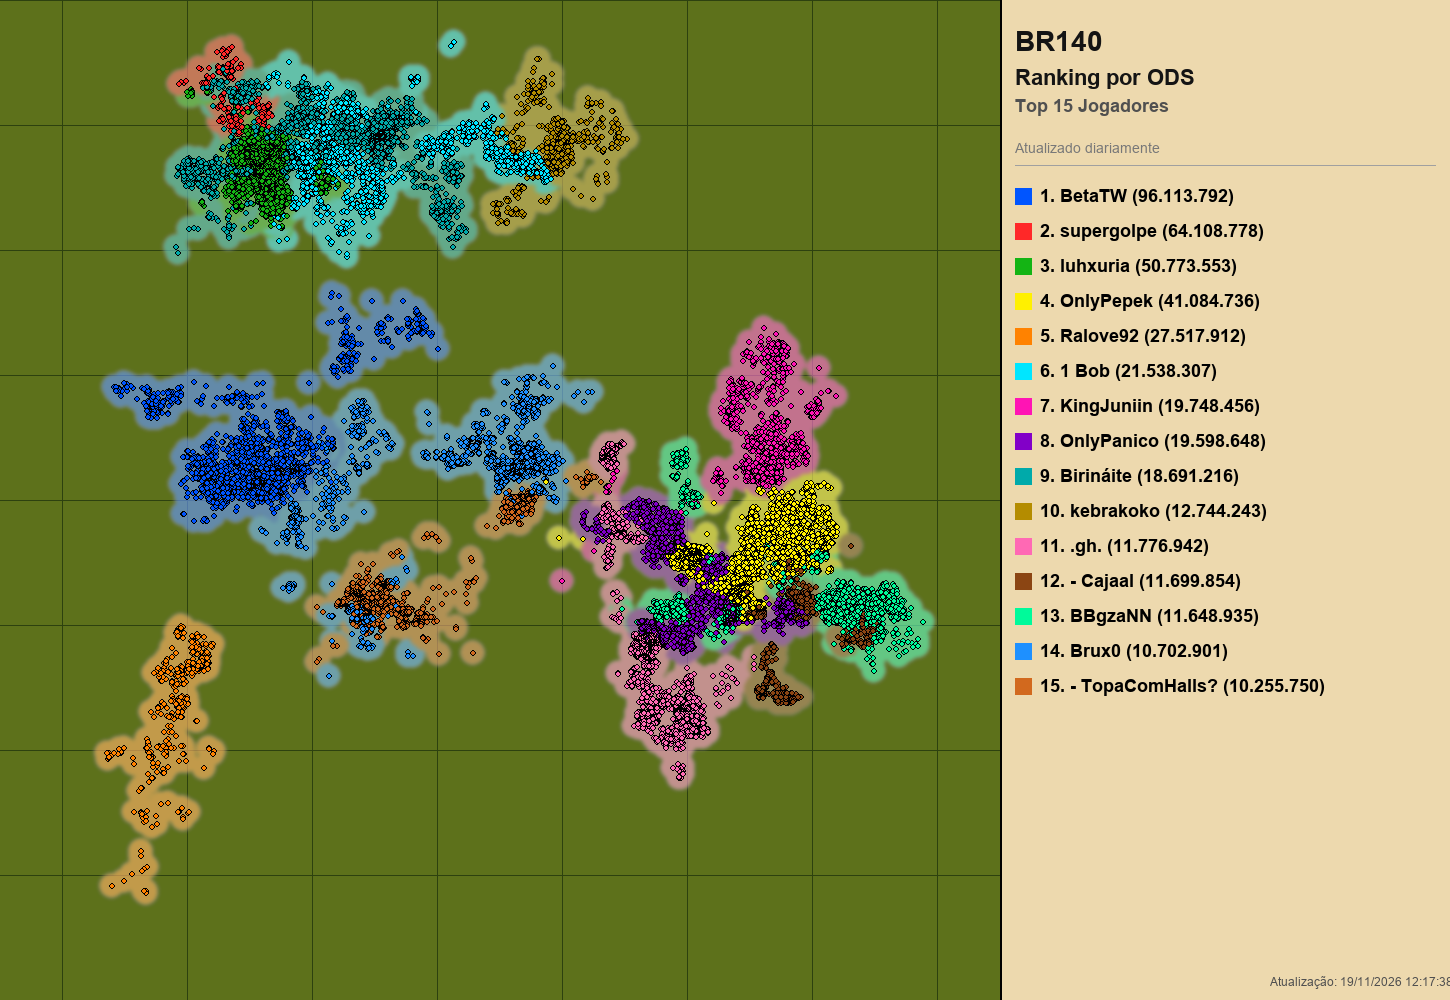 BR140
Ranking por ODS
Top 15 Jogadores
Atualizado diariamente
1. BetaTW (96.113.792)
2. supergolpe (64.108.778)
3. luhxuria (50.773.553)
4. OnlyPepek (41.084.736)
5. Ralove92 (27.517.912)
6. 1 Bob (21.538.307)
7. KingJuniin (19.748.456)
8. OnlyPanico (19.598.648)
9. Birináite (18.691.216)
10. kebrakoko (12.744.243)
11. .gh. (11.776.942)
12. - Cajaal (11.699.854)
13. BBgzaNN (11.648.935)
14. Brux0 (10.702.901)
15. - TopaComHalls? (10.255.750)
Atualização: 19/11/2026 12:17:38